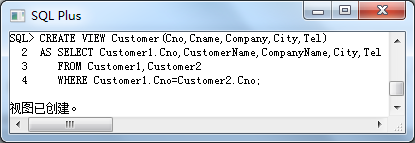 SQL Plus
SQL> CREATE VIEW Customer(Cno,Cname,Company,City,Tel)
2 AS SELECT Customer1.Cno,CustomerName,CompanyName,City,Tel
3 FROM Customer1,Customer2
4 WHERE Customer1.Cno=Customer2.Cno;
视图已创建。